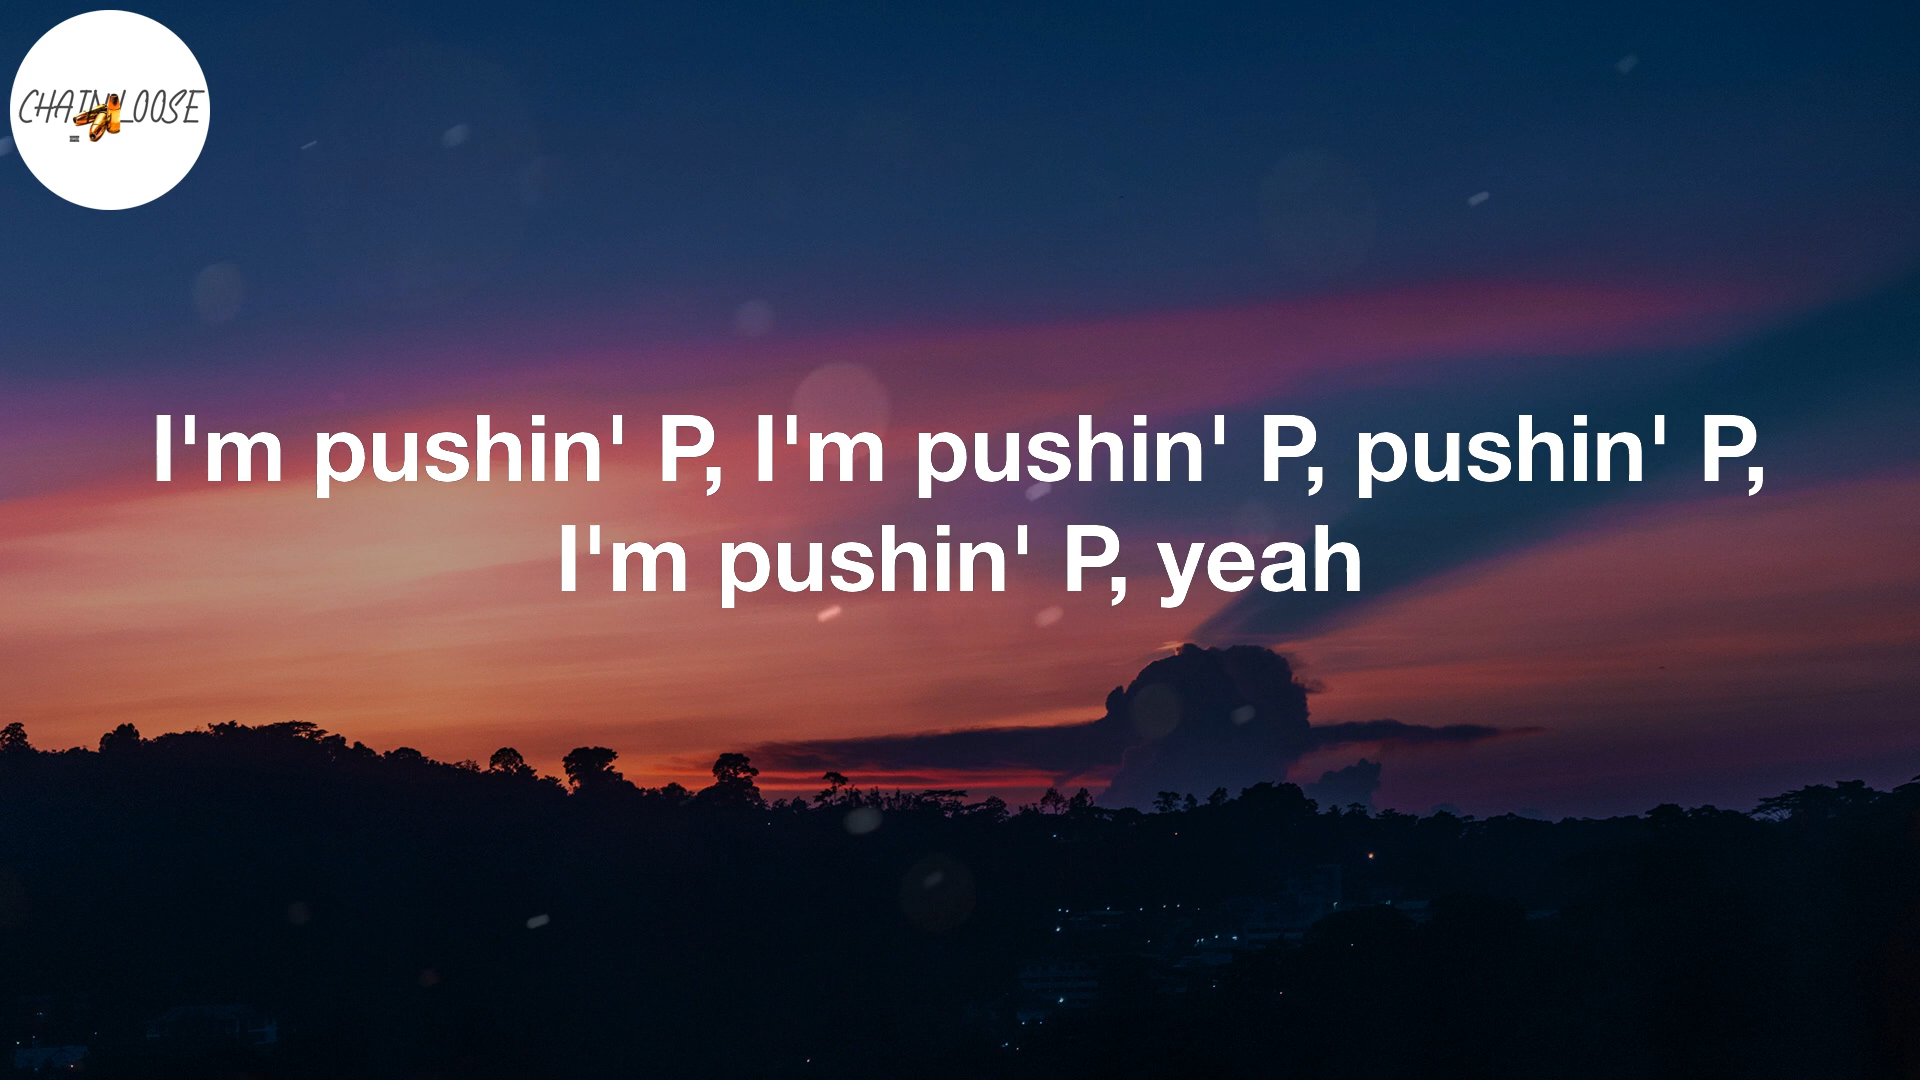 CHAIN LOOSE
I'm pushin' P, I'm pushin' P, pushin' P,
I'm pushin' P, yeah